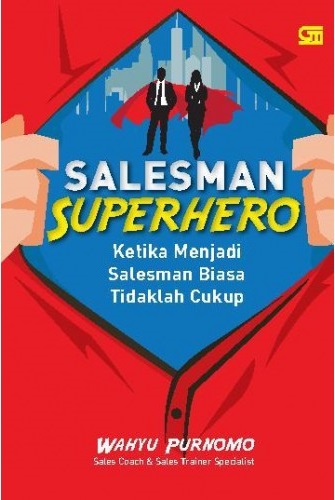 SALESMAN
SUPERHERO
Ketika Menjadi
Salesman Biasa
Tidaklah Cukup
WAHYU PURNOMO
Sales Coach & Sales Trainer Specialist